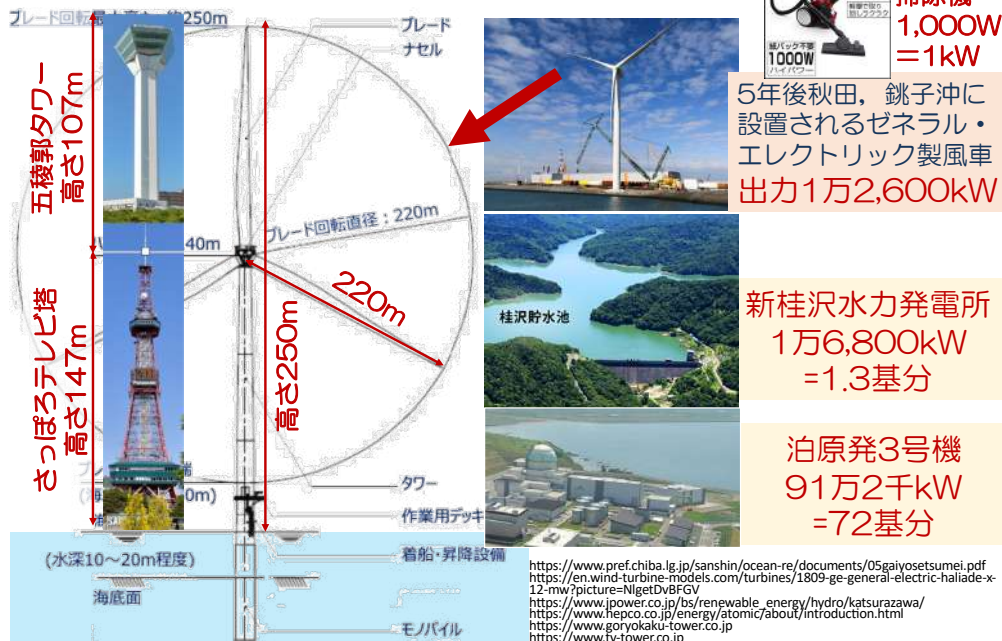 ブレード回転最大高さ：約250m
ブレード
ナセル
五稜郭タワー
高さ107m
さっぽろテレビ塔
高さ147m
40m
ブレード回転直径：220m
220m
高さ250m
タワー
作業用デッキ
着船・昇降設備
(水深10～20m程度)
海底面
モノパイル
紙パック不要
1000W
ハイパワー
掃除機
1,000W
＝1kW
5年後秋田，銚子沖に
設置されるゼネラル・
エレクトリック製風車
出力1万2,600kW
桂沢貯水池
新桂沢水力発電所
1万6,800kW
=1.3基分
泊原発3号機
91万2千kW
=72基分
https://www.pref.chiba.lg.jp/sanshin/ocean-re/documents/05gaiyosetsumei.pdf
https://en.wind-turbine-models.com/turbines/1809-ge-general-electric-haliade-x-
12-mw?picture=NlgetDvBFGV
https://www.jpower.co.jp/bs/renewable_energy/hydro/katsurazawa/
https://www.hepco.co.jp/energy/atomic/about/introduction.html
https://www.goryokaku-tower.co.jp
https://www.tv-tower.co.jp